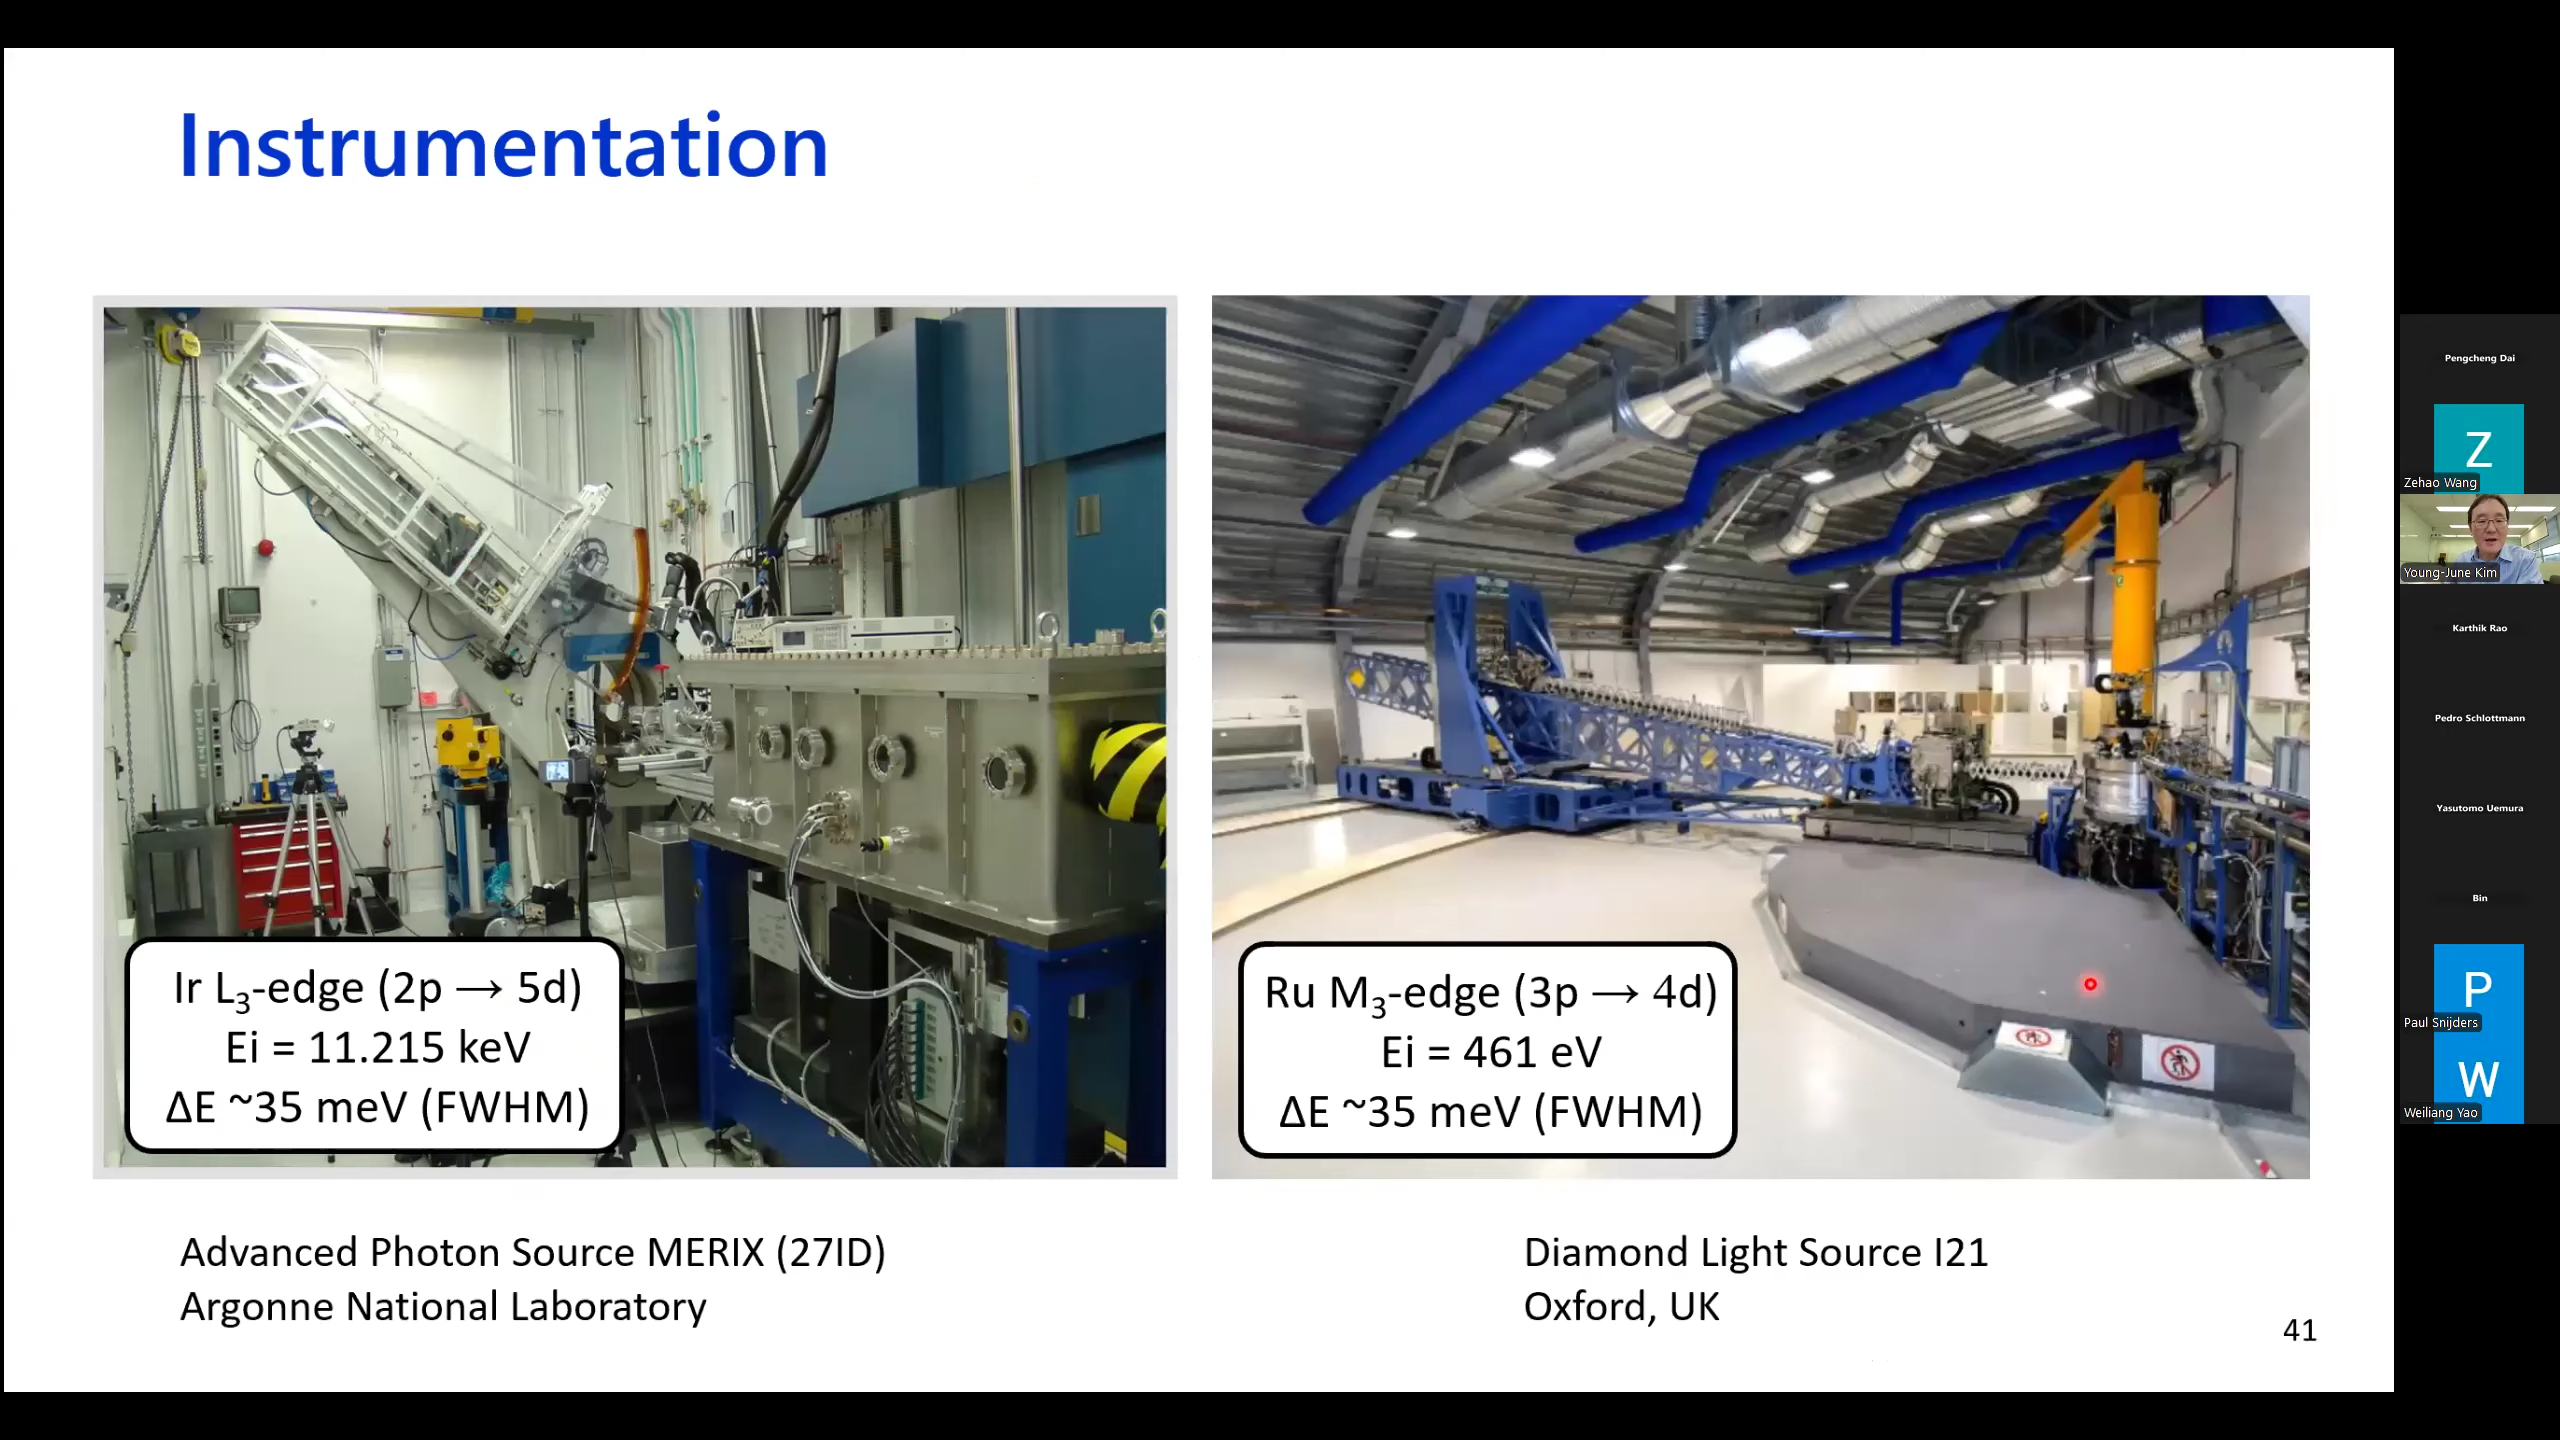 Instrumentation
Ir L₃-edge (2p → 5d)
Ei = 11.215 keV
ΔE ~35 meV (FWHM)
Ru M₃-edge (3p → 4d)
Ei = 461 eV
ΔE ~35 meV (FWHM)
Advanced Photon Source MERIX (27ID)
Argonne National Laboratory
Diamond Light Source I21
Oxford, UK
41
Pengcheng Dai
Z
Zehao Wang
Young-June Kim
Karthik Rao
Pedro Schlottmann
Yasutomo Uemura
Bin
P
Paul Snijders
W
Weiliang Yao